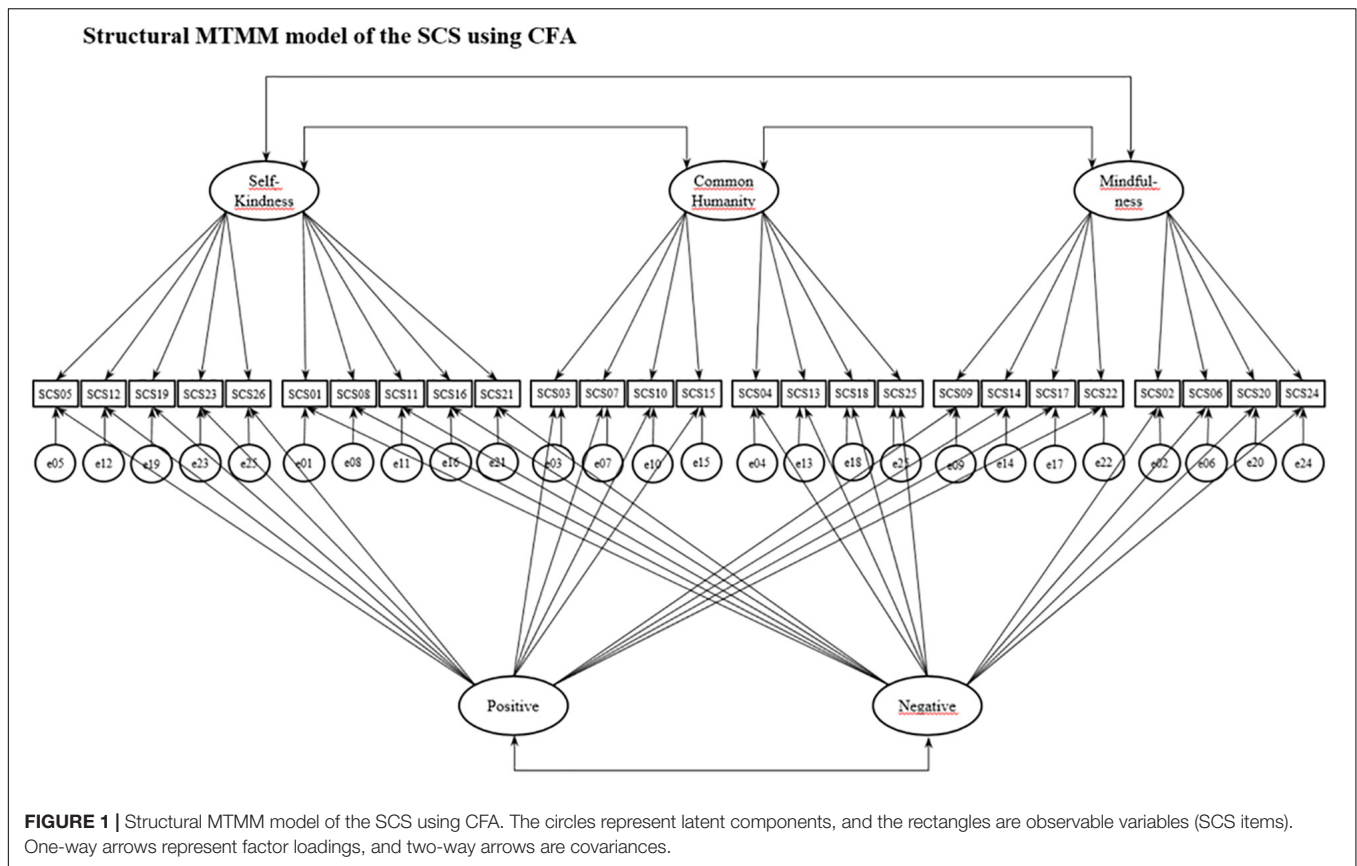 Structural MTMM model of the SCS using CFA
Self-
Kindness
Common
Humanity
Mindful-
ness
SCS05 SCS12 SCS19 SCS23 SCS26 SCS01 SCS08 SCS11 SCS16 SCS21 SCS03 SCS07 SCS10 SCS15 SCS04 SCS13 SCS18 SCS25 SCS09 SCS14 SCS17 SCS22 SCS02 SCS06 SCS20 SCS24
e05 e12 e19 e23 e25 e01 e08 e11 e16 e21 e03 e07 e10 e15 e04 e13 e18 e25 e09 e14 e17 e22 e02 e06 e20 e24
Positive Negative
FIGURE 1 | Structural MTMM model of the SCS using CFA. The circles represent latent components, and the rectangles are observable variables (SCS items).
One-way arrows represent factor loadings, and two-way arrows are covariances.